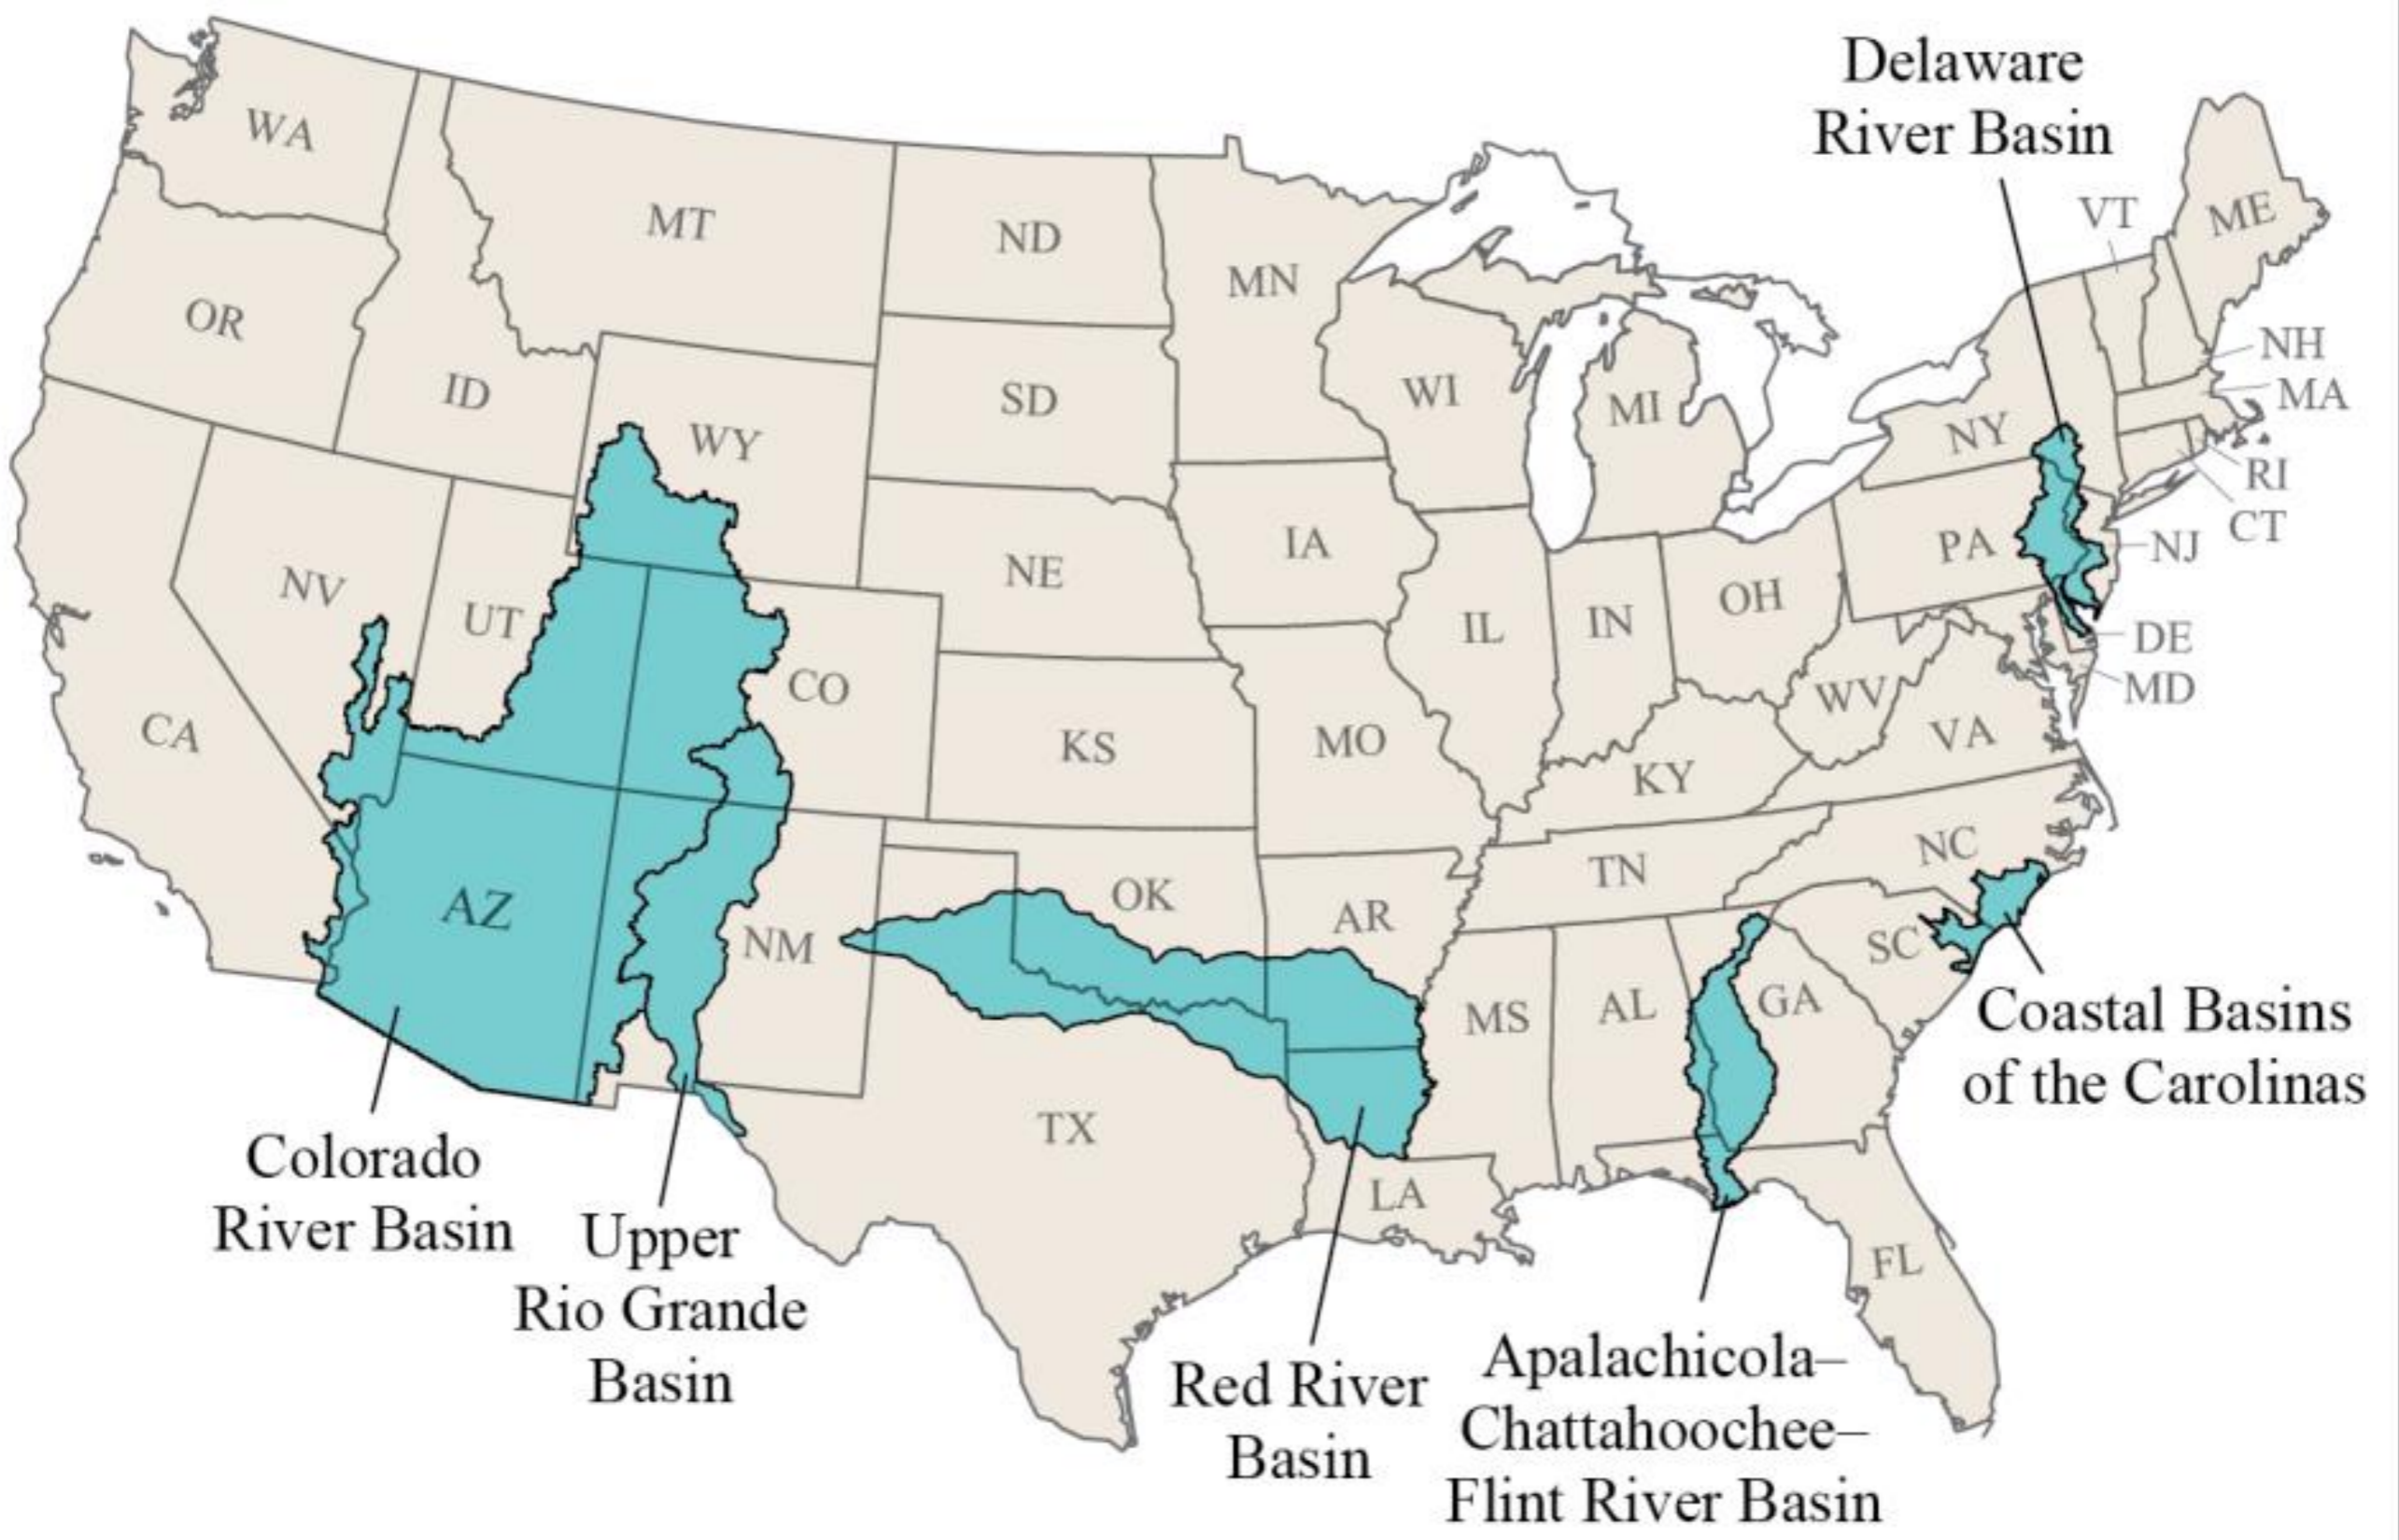 Delaware
River Basin
WA
MT
ND
MN
VT
ME
OR
ID
SD
WI
MI
NH
MA
WY
NY
RI
CT
NV
UT
NE
IA
PA
NJ
IL
IN
OH
DE
CA
CO
KS
MO
WV
MD
VA
KY
AZ
NM
OK
AR
TN
NC
SC
TX
MS
AL
GA
LA
FL
Coastal Basins
of the Carolinas
Colorado
River Basin
Upper
Rio Grande
Basin
Red River
Basin
Apalachicola–
Chattahoochee–
Flint River Basin